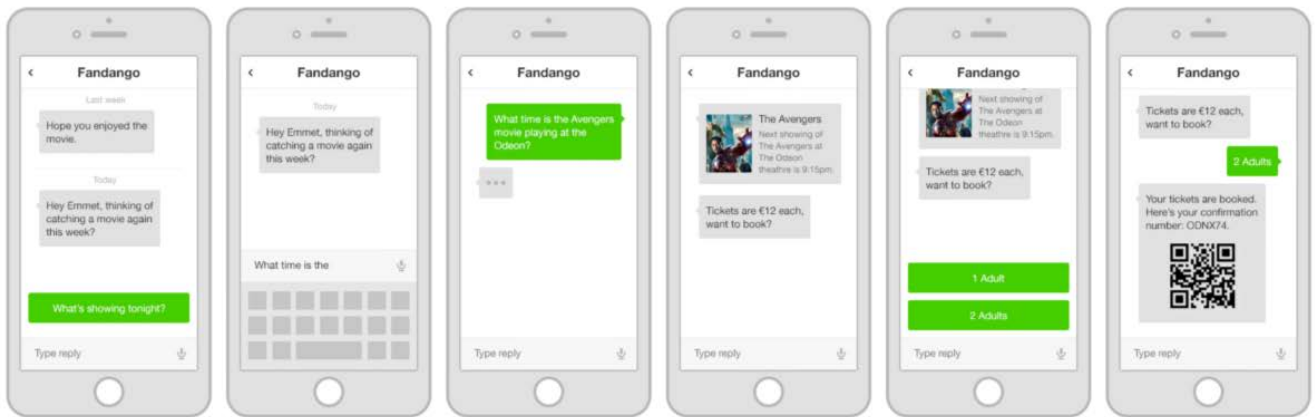 Fandango
Last week
Hope you enjoyed the
movie.
Today
Hey Emmet, thinking of
catching a movie again
this week?
What's showing tonight?
Type reply
Fandango
Today
Hey Emmet, thinking of
catching a movie again
this week?
What time is the
Fandango
What time is the Avengers
movie playing at the
Odeon?
Type reply
Fandango
The Avengers
Next showing of
The Avengers at
The Odeon
theathre is 9:15pm.
Tickets are €12 each,
want to book?
Type reply
Fandango
Next showing of
The Avengers at
The Odeon
theathre is 9:15pm.
Tickets are €12 each,
want to book?
1 Adult
2 Adults
Type reply
Fandango
Tickets are €12 each,
want to book?
2 Adults
Your tickets are booked.
Here's your confirmation
number: ODNX74.
Type reply